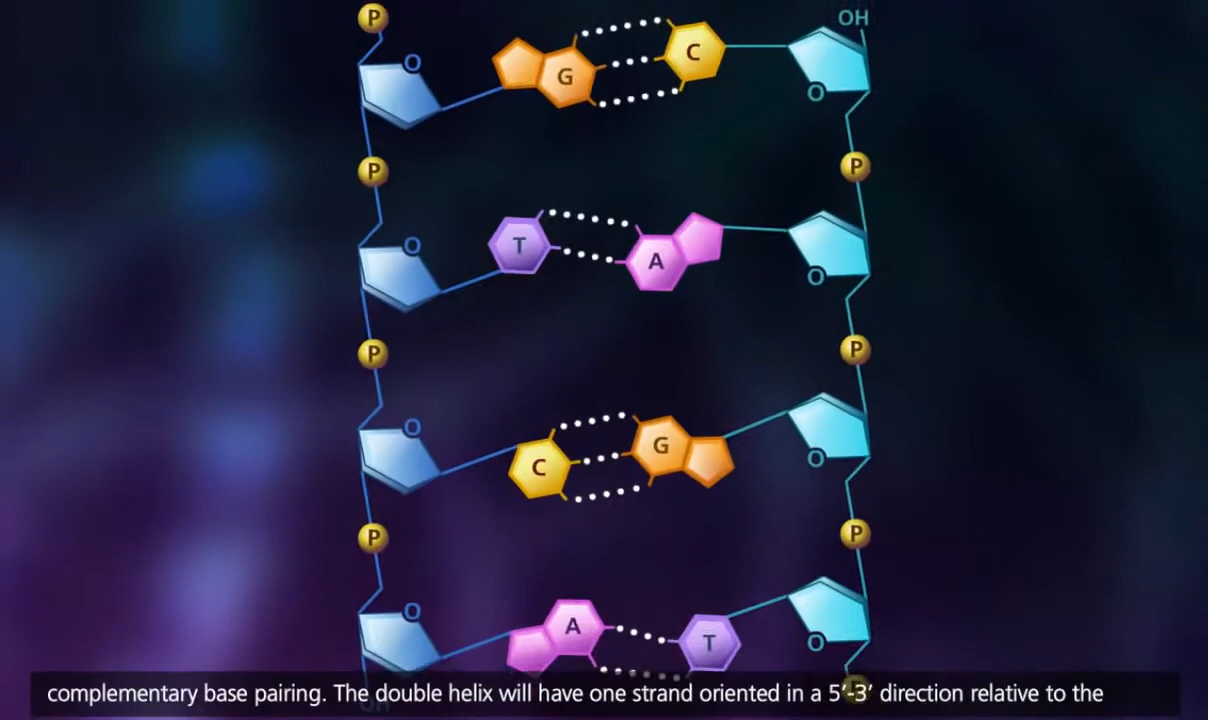 P
OH
O
G
C
O
P
P
O
T
A
O
P
P
O
C
G
O
P
P
O
A
T
O
complementary base pairing. The double helix will have one strand oriented in a 5’-3’ direction relative to the
OH